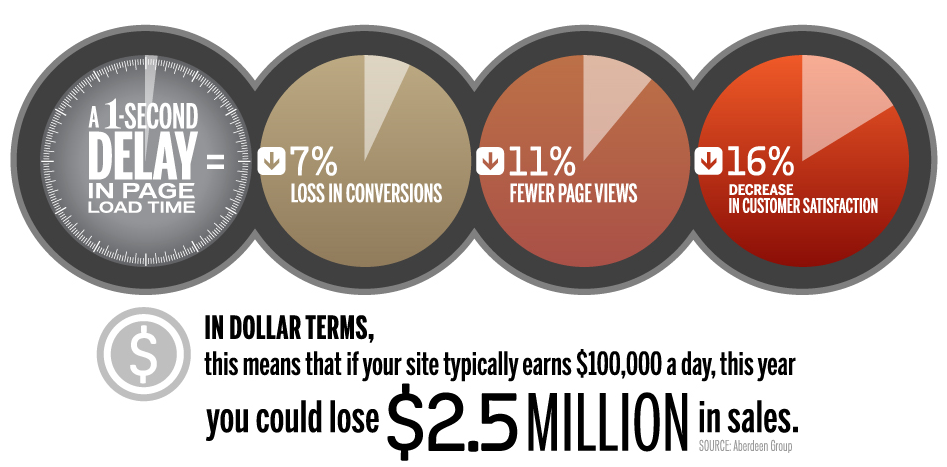 A 1-SECOND
DELAY
IN PAGE
LOAD TIME
=
7%
LOSS IN CONVERSIONS
11%
FEWER PAGE VIEWS
16%
DECREASE
IN CUSTOMER SATISFACTION
$
IN DOLLAR TERMS,
this means that if your site typically earns $100,000 a day, this year
you could lose $2.5 MILLION in sales.
SOURCE: Aberdeen Group